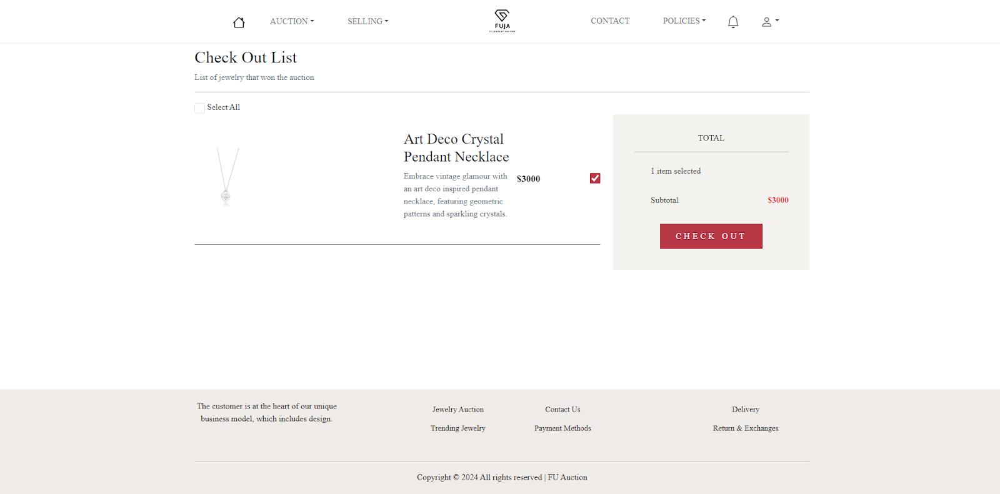 AUCTION
SELLING
FUJA
CONTACT
POLICIES
Check Out List
List of jewelry that won the auction
Select All
Art Deco Crystal
Pendant Necklace
Embrace vintage glamour with
an art deco inspired pendant
necklace, featuring geometric
patterns and sparkling crystals.
$3000
TOTAL
1 item selected
Subtotal $3000
CHECK OUT
The customer is at the heart of our unique
business model, which includes design.
Jewelry Auction
Trending Jewelry
Contact Us
Payment Methods
Delivery
Return & Exchanges
Copyright © 2024 All rights reserved | FU Auction